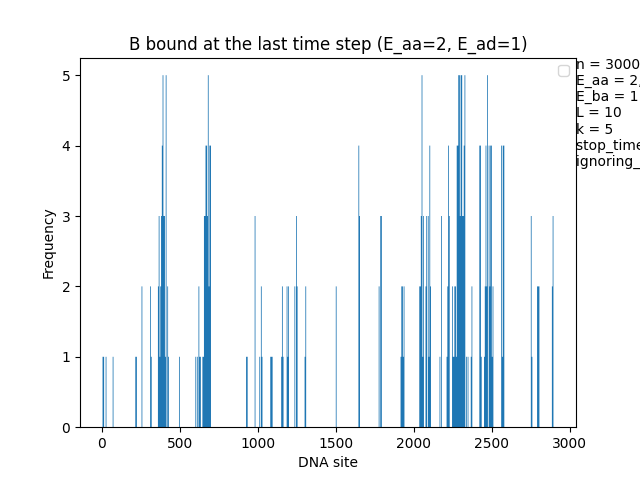 B bound at the last time step (E_aa=2, E_ad=1)
n = 3000
E_aa = 2,
E_ba = 1
L = 10
k = 5
stop_time
ignoring_
Frequency
5
4
3
2
1
0
0 500 1000 1500 2000 2500 3000
DNA site